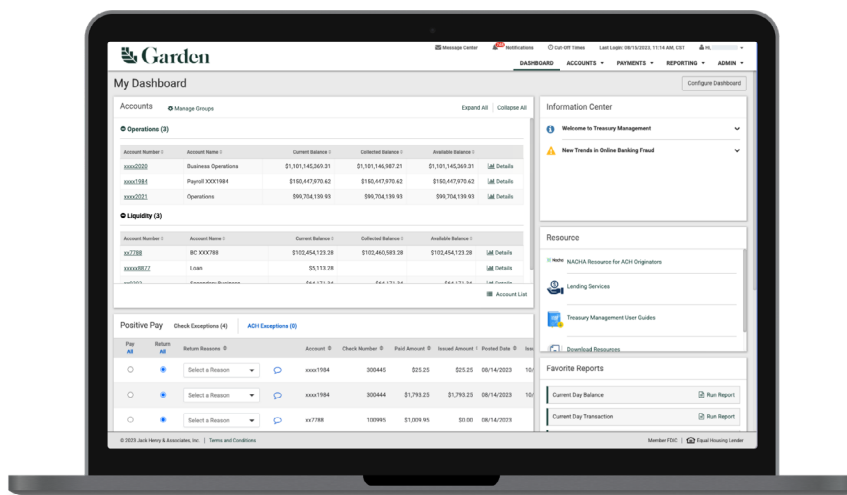 Garden
Message Center Notifications Cut-Off Times Last Login: 08/15/2023, 11:14 AM, CST Hi,
DASHBOARD ACCOUNTS PAYMENTS REPORTING ADMIN
My Dashboard Configure Dashboard
Accounts Manage Groups Expand All Collapse All
Operations (3)
Account Number Account Name Current Balance Collected Balance Available Balance
xxxx2020 Business Operations $1,101,145,369.31 $1,101,146,987.21 $1,101,145,369.31 Details
xxxx1984 Payroll XXX1984 $150,447,970.62 $150,447,970.62 $150,447,970.62 Details
xxxx2021 Operations $99,704,139.93 $99,704,139.93 $99,704,139.93 Details
Liquidity (3)
Account Number Account Name Current Balance Collected Balance Available Balance
xx7788 BC XXX788 $102,454,123.28 $102,460,583.28 $102,454,123.28 Details
xxxxx8877 Loan $5,113.28 Details
Account List
Positive Pay Check Exceptions (4) ACH Exceptions (0)
Pay Return Return Reasons Account Check Number Paid Amount Issued Amount Posted Date
All All
Select a Reason xxxx1984 300445 $25.25 $25.25 08/14/2023 10/
Select a Reason xxxx1984 300444 $1,793.25 $1,793.25 08/14/2023 10/
Select a Reason xx7788 100995 $1,009.95 $0.00 08/14/2023
Information Center
Welcome to Treasury Management
New Trends in Online Banking Fraud
Resource
Nacha NACHA Resource for ACH Originators
Lending Services
Treasury Management User Guides
Download Resources
Favorite Reports
Current Day Balance Run Report
Current Day Transaction Run Report
© 2023 Jack Henry & Associates, Inc. | Terms and Conditions Member FDIC | Equal Housing Lender